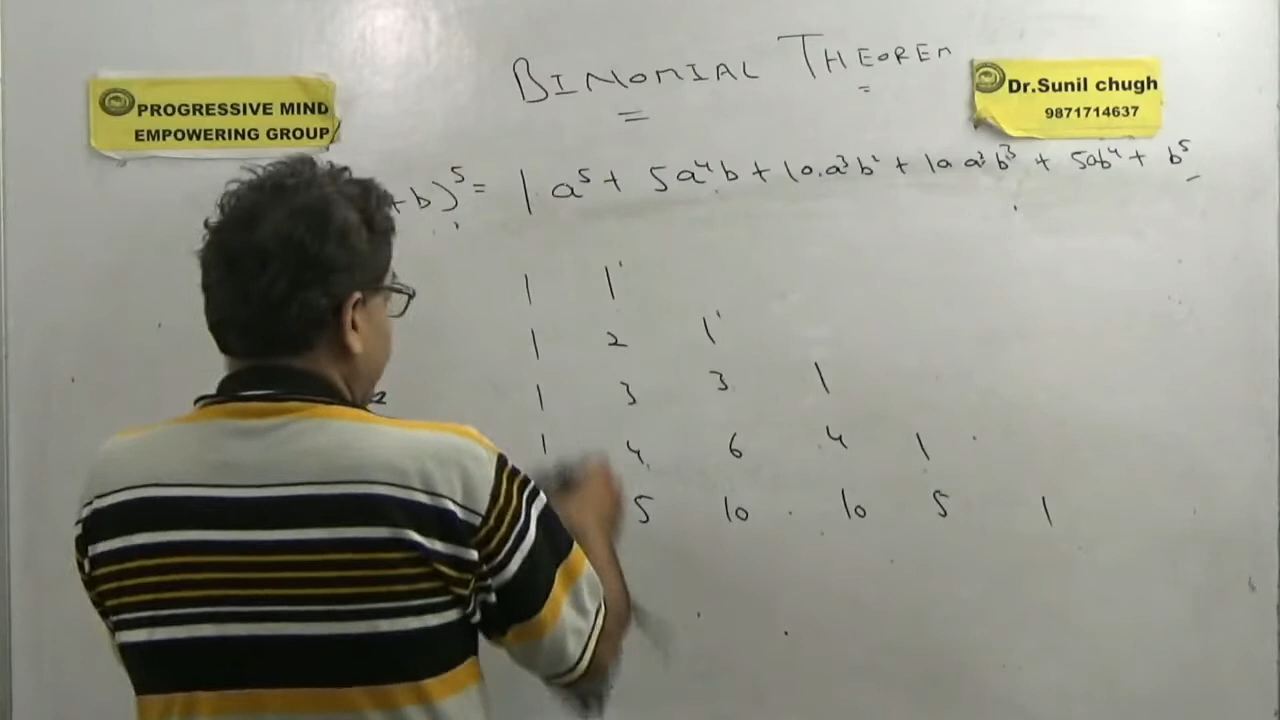 BINOMIAL THEOREM
PROGRESSIVE MIND
EMPOWERING GROUP
Dr.Sunil chugh
9871714637
+ b)⁵ = 1 a⁵ + 5a⁴b + 10.a³b² + 10 a²b³ + 5ab⁴ + b⁵
1 1
1 2 1
1 3 3 1
2
1 4 6 4 1
5 10 10 5 1